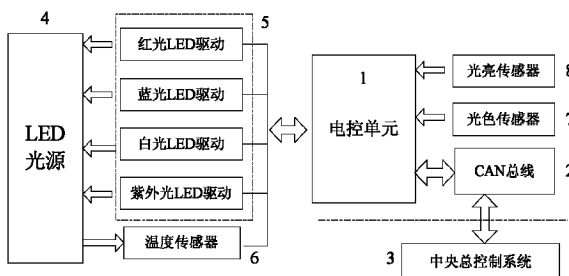 4
5
LED
光源
红光LED驱动
蓝光LED驱动
白光LED驱动
紫外光LED驱动
温度传感器
6
1
电控单元
光亮传感器
8
光色传感器
7
CAN总线
2
3
中央总控制系统